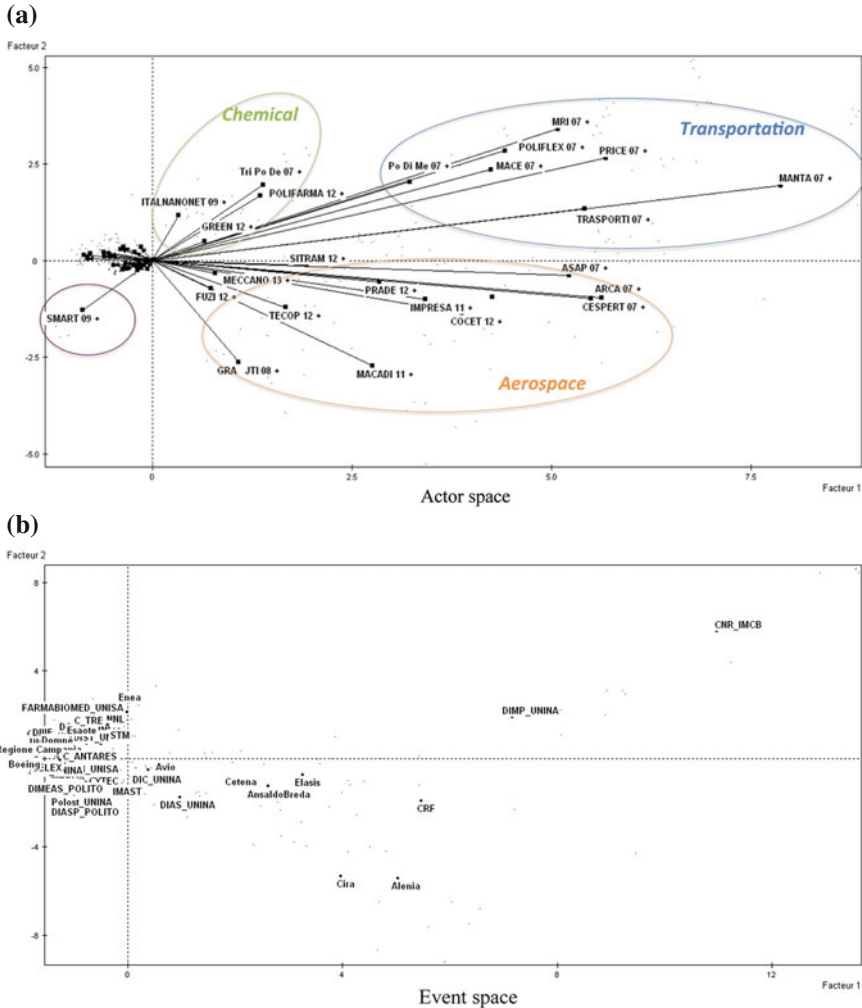 (a)
Facteur 2
5.0
Chemical
MRI 07 +
Transportation
POLIFLEX 07 +
PRICE 07 +
Po Di Me 07 +
MACE 07 +
Tri Po De 07 +
MANTA 07 +
POLIFARMA 12 +
2.5
ITALNANONET 09 +
TRASPORTI 07 +
GREEN 12 +
0
SITRAM 12 +
ASAP 07 +
MECCANO 13 +
PRADE 12 +
ARCA 07 +
FUZI 12 +
IMPRESA 11 +
CESPERT 07 +
SMART 09 +
TECOP 12 +
COCET 12 +
-2.5
GRA JTI 08 +
MACADI 11 +
Aerospace
-5.0
0
2.5
5.0
7.5
Facteur 1
Actor space
(b)
Facteur 2
8
CNR_IMCB
4
Enea
FARMABIOMED_UNISA
DIMP_UNINA
C_TRE
NNL
Esaote
STM
Regione Campania
C_ANTARES
Boeing
UNISA
Avio
CYTEC
DIC_UNINA
Cetena
Elasis
DIMEAS_POLITO
IMAST
AnsaldoBreda
Polost_UNINA
DIAS_UNINA
CRF
DIASP_POLITO
-4
Cira
Alenia
-8
0
4
8
12
Facteur 1
Event space